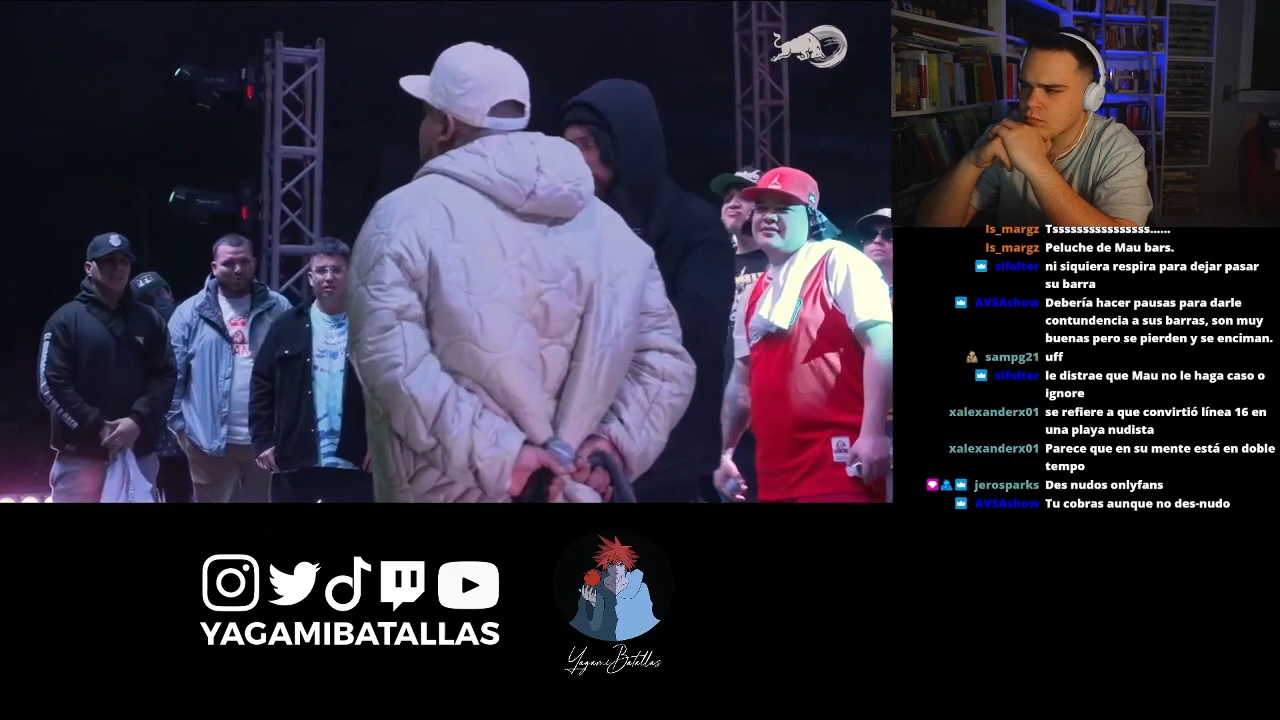 ls_margz Tsssssssssssssssss......
ls_margz Peluche de Mau bars.
sifolter ni siquiera respira para dejar pasar
su barra
AVSAshow Debería hacer pausas para darle
contundencia a sus barras, son muy
buenas pero se pierden y se enciman.
sampg21 uff
sifolter le distrae que Mau no le haga caso o
ignore
xalexanderx01 se refiere a que convirtió línea 16 en
una playa nudista
xalexanderx01 Parece que en su mente está en doble
tempo
jerosparks Des nudos onlyfans
AVSAshow Tu cobras aunque no des-nudo
YAGAMIBATALLAS
YagamiBatallas